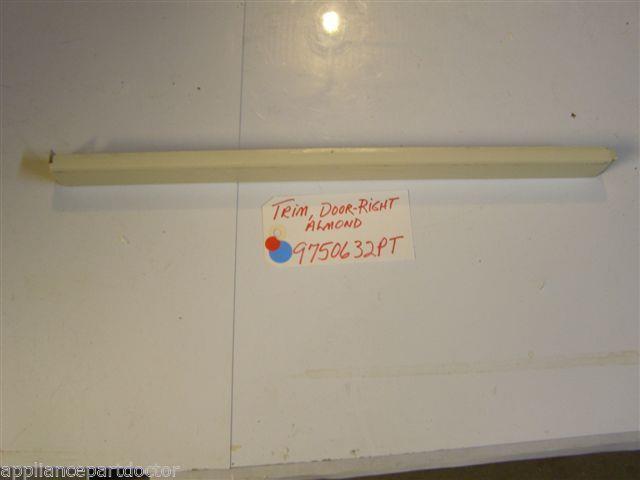 TRIM, DOOR-RIGHT
ALMOND
9750632PT
appliancepartdoctor